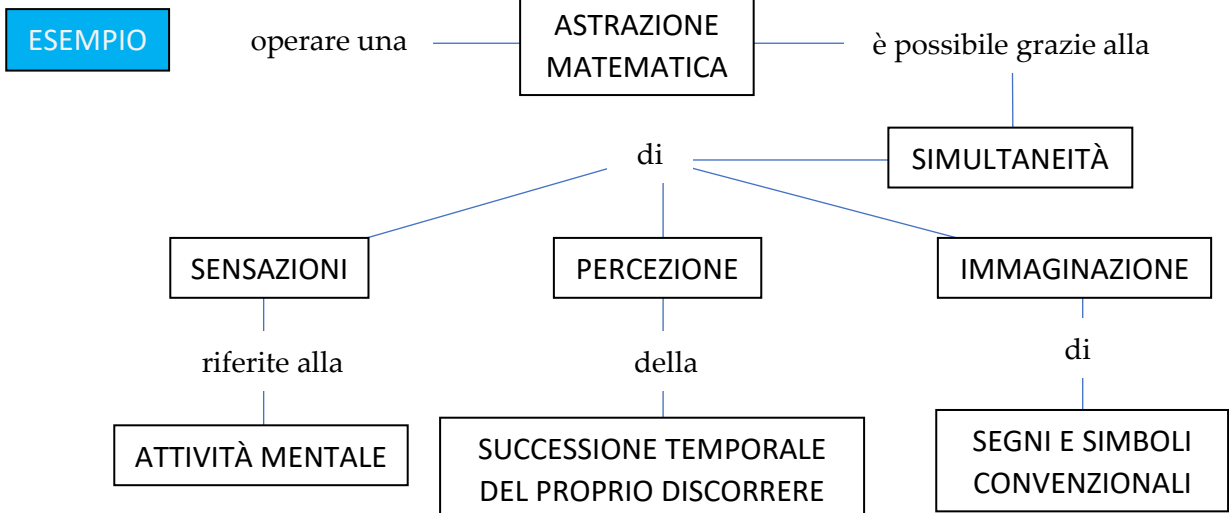 ESEMPIO
operare una
ASTRAZIONE
MATEMATICA
è possibile grazie alla
di
SIMULTANEITÀ
SENSAZIONI
PERCEZIONE
IMMAGINAZIONE
riferite alla
della
di
ATTIVITÀ MENTALE
SUCCESSIONE TEMPORALE
DEL PROPRIO DISCORRERE
SEGNI E SIMBOLI
CONVENZIONALI